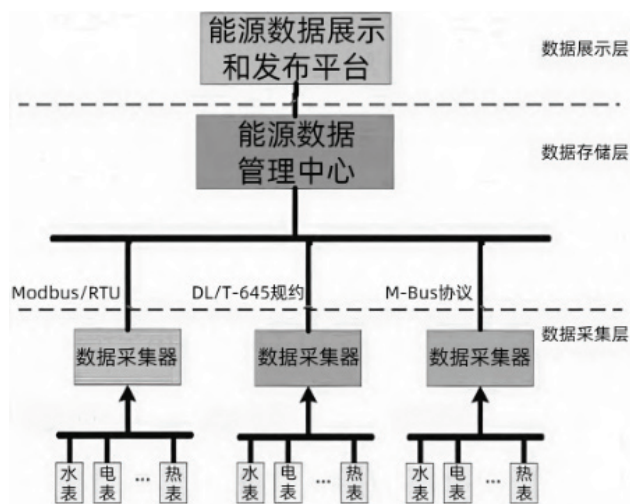 能源数据展示
和发布平台
数据展示层
能源数据
管理中心
数据存储层
Modbus/RTU
DL/T-645规约
M-Bus协议
数据采集层
数据采集器
数据采集器
数据采集器
水表
电表
...
热表
水表
电表
...
热表
水表
电表
...
热表